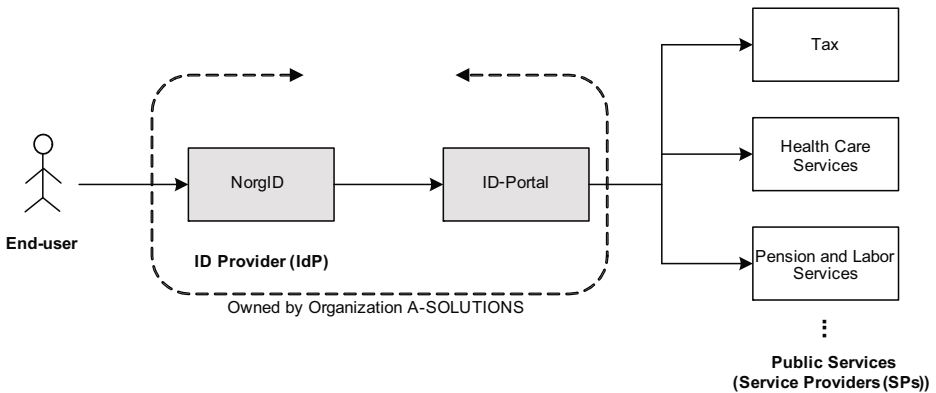 Tax
Health Care
Services
NorgID
ID-Portal
End-user
ID Provider (IdP)
Pension and Labor
Services
Owned by Organization A-SOLUTIONS
Public Services
(Service Providers (SPs))